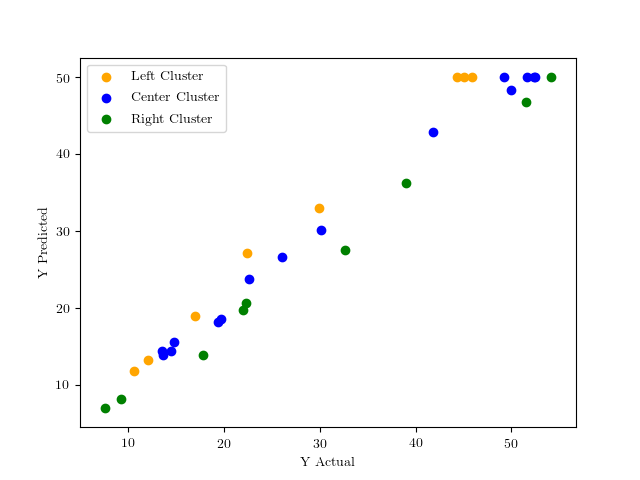 Left Cluster
Center Cluster
Right Cluster
50
40
30
20
10
Y Predicted
10 20 30 40 50
Y Actual